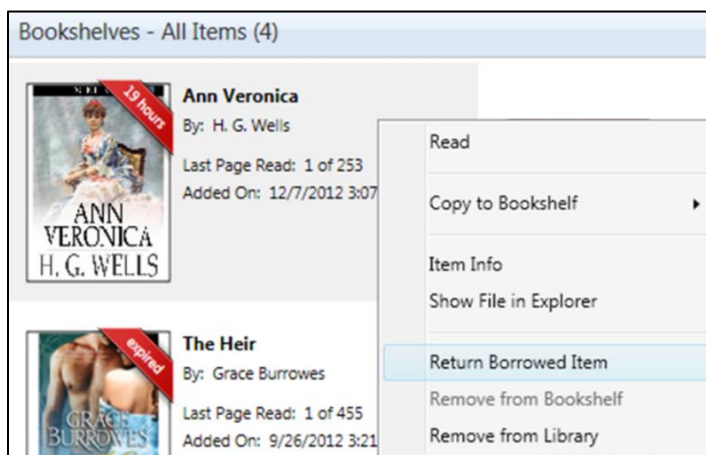 Bookshelves - All Items (4)
19 hours
ANN
VERONICA
H. G. WELLS
Ann Veronica
By: H. G. Wells
Last Page Read: 1 of 253
Added On: 12/7/2012 3:07
Read
Copy to Bookshelf
Item Info
Show File in Explorer
Return Borrowed Item
Remove from Bookshelf
Remove from Library
expired
GRACE
BURROWES
The Heir
By: Grace Burrowes
Last Page Read: 1 of 455
Added On: 9/26/2012 3:21